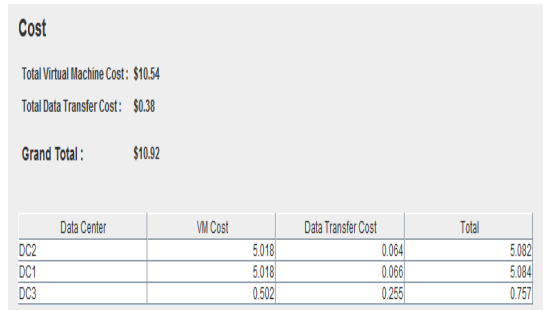 Cost
Total Virtual Machine Cost : $10.54
Total Data Transfer Cost : $0.38
Grand Total : $10.92
Data Center VM Cost Data Transfer Cost Total
DC2 5.018 0.064 5.082
DC1 5.018 0.066 5.084
DC3 0.502 0.255 0.757